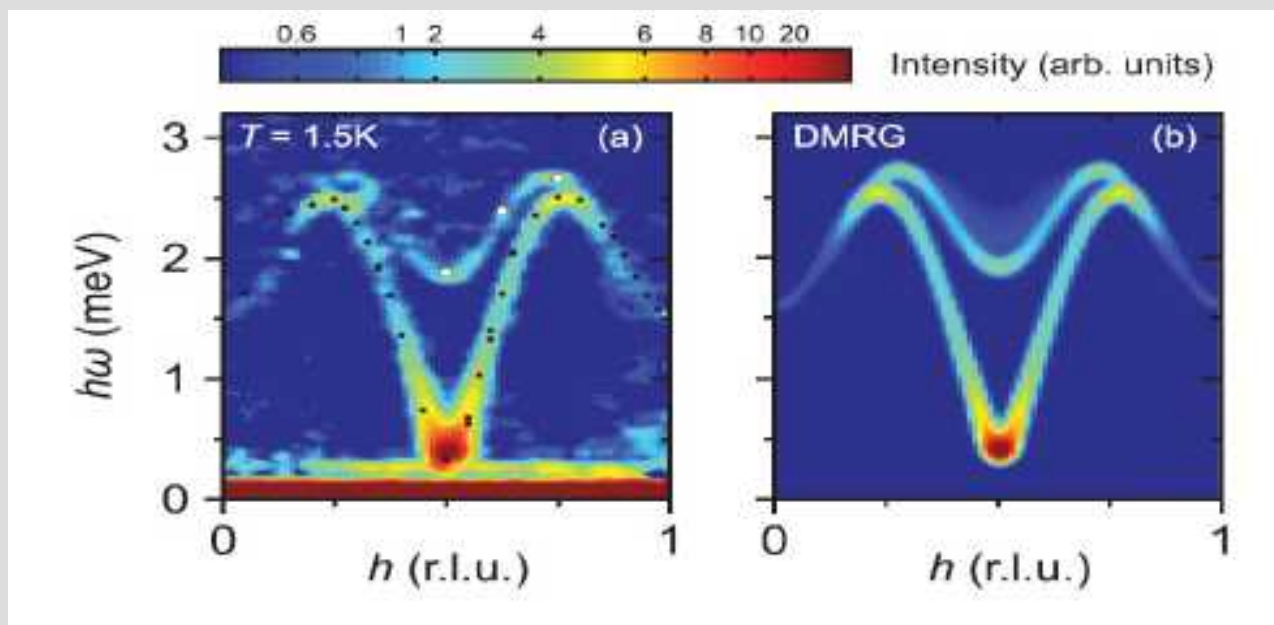 0.6 1 2 4 6 8 10 20
Intensity (arb. units)
T = 1.5K (a)
DMRG (b)
3
2
1
0
ħω (meV)
0 1
h (r.l.u.)
0 1
h (r.l.u.)